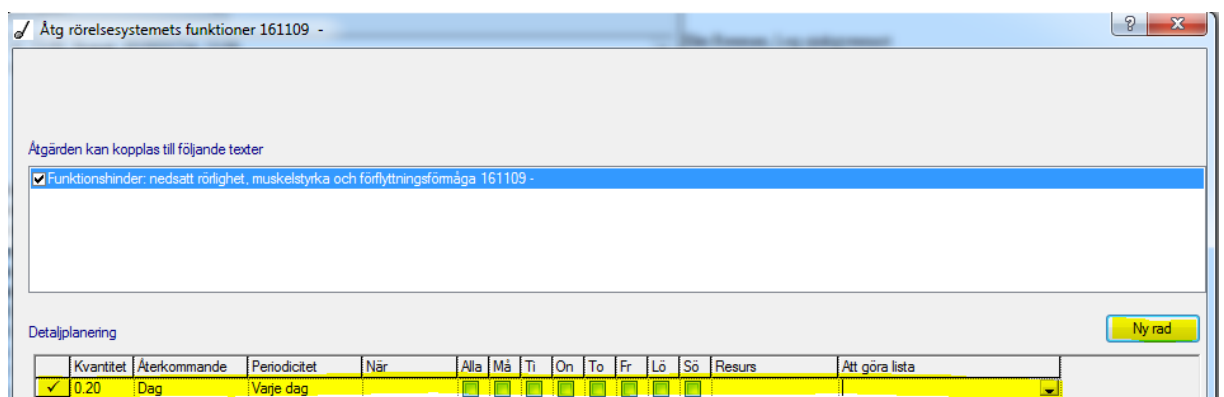 Åtg rörelsesystemets funktioner 161109 -
Åtgärden kan kopplas till följande texter
Funktionshinder: nedsatt rörlighet, muskelstyrka och förflyttningsförmåga 161109 -
Ny rad
Detaljplanering
Kvantitet Återkommande Periodicitet När Alla Må Ti On To Fr Lö Sö Resurs Att göra lista
0.20 Dag Varje dag